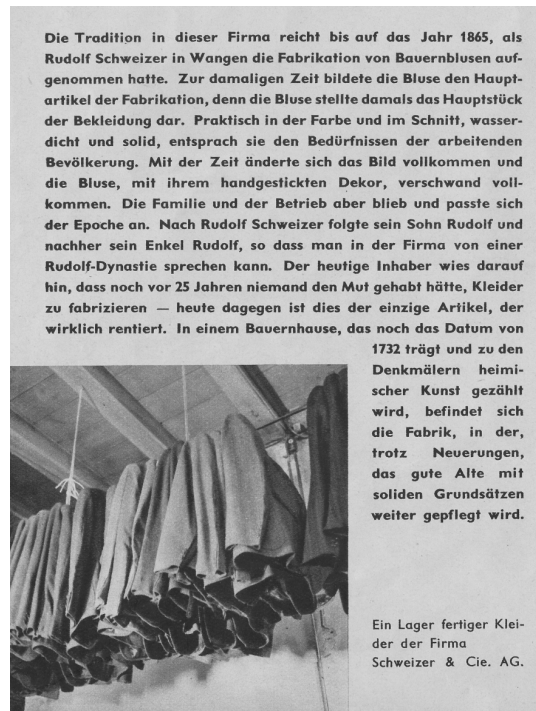 Die Tradition in dieser Firma reicht bis auf das Jahr 1865, als
Rudolf Schweizer in Wangen die Fabrikation von Bauernblusen auf-
genommen hatte. Zur damaligen Zeit bildete die Bluse den Haupt-
artikel der Fabrikation, denn die Bluse stellte damals das Hauptstück
der Bekleidung dar. Praktisch in der Farbe und im Schnitt, wasser-
dicht und solid, entsprach sie den Bedürfnissen der arbeitenden
Bevölkerung. Mit der Zeit änderte sich das Bild vollkommen und
die Bluse, mit ihrem handgestickten Dekor, verschwand voll-
kommen. Die Familie und der Betrieb aber blieb und passte sich
der Epoche an. Nach Rudolf Schweizer folgte sein Sohn Rudolf und
nachher sein Enkel Rudolf, so dass man in der Firma von einer
Rudolf-Dynastie sprechen kann. Der heutige Inhaber wies darauf
hin, dass noch vor 25 Jahren niemand den Mut gehabt hätte, Kleider
zu fabrizieren — heute dagegen ist dies der einzige Artikel, der
wirklich rentiert. In einem Bauernhause, das noch das Datum von
1732 trägt und zu den
Denkmälern heimi-
scher Kunst gezählt
wird, befindet sich
die Fabrik, in der,
trotz Neuerungen,
das gute Alte mit
soliden Grundsätzen
weiter gepflegt wird.
Ein Lager fertiger Klei-
der der Firma
Schweizer & Cie. AG.